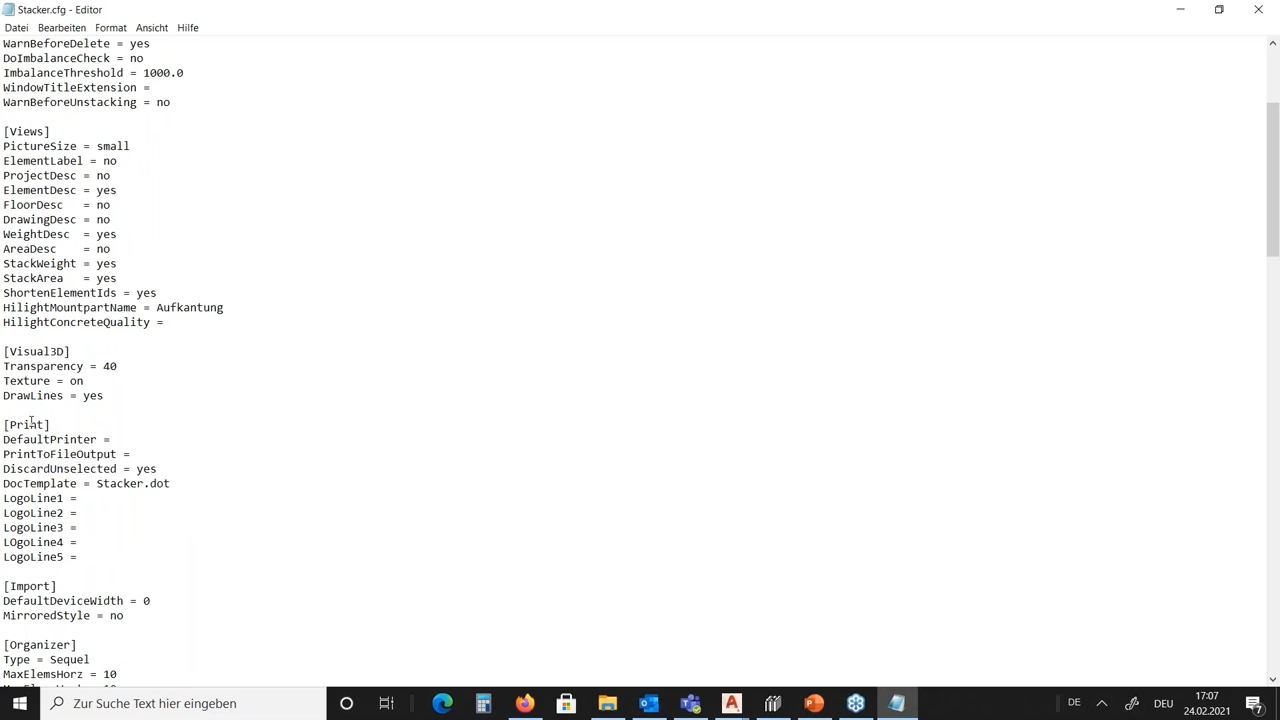 Stacker.cfg - Editor
Datei Bearbeiten Format Ansicht Hilfe
WarnBeforeDelete = yes
DoImbalanceCheck = no
ImbalanceThreshold = 1000.0
WindowTitleExtension =
WarnBeforeUnstacking = no
[Views]
PictureSize = small
ElementLabel = no
ProjectDesc = no
ElementDesc = yes
FloorDesc = no
DrawingDesc = no
WeightDesc = yes
AreaDesc = no
StackWeight = yes
StackArea = yes
ShortenElementIds = yes
HilightMountpartName = Aufkantung
HilightConcreteQuality =
[Visual3D]
Transparency = 40
Texture = on
DrawLines = yes
[Print]
DefaultPrinter =
PrintToFileOutput =
DiscardUnselected = yes
DocTemplate = Stacker.dot
LogoLine1 =
LogoLine2 =
LogoLine3 =
LOgoLine4 =
LogoLine5 =
[Import]
DefaultDeviceWidth = 0
MirroredStyle = no
[Organizer]
Type = Sequel
MaxElemsHorz = 10
Zur Suche Text hier eingeben
DE
DEU
17:07
24.02.2021
7